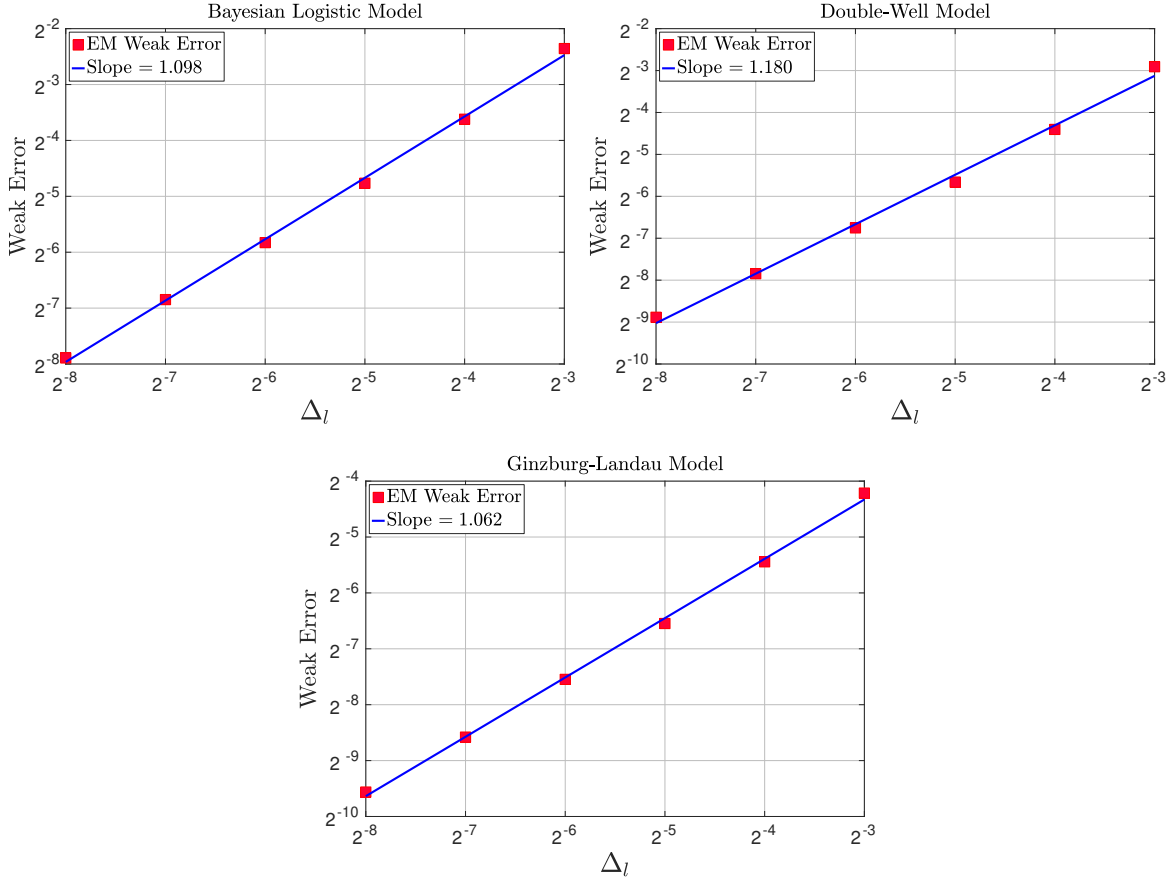 Bayesian Logistic Model
EM Weak Error
Slope = 1.098
Weak Error
2^-2
2^-3
2^-4
2^-5
2^-6
2^-7
2^-8
2^-8 2^-7 2^-6 2^-5 2^-4 2^-3
Δ_l
Double-Well Model
EM Weak Error
Slope = 1.180
Weak Error
2^-2
2^-3
2^-4
2^-5
2^-6
2^-7
2^-8
2^-9
2^-10
2^-8 2^-7 2^-6 2^-5 2^-4 2^-3
Δ_l
Ginzburg-Landau Model
EM Weak Error
Slope = 1.062
Weak Error
2^-4
2^-5
2^-6
2^-7
2^-8
2^-9
2^-10
2^-8 2^-7 2^-6 2^-5 2^-4 2^-3
Δ_l